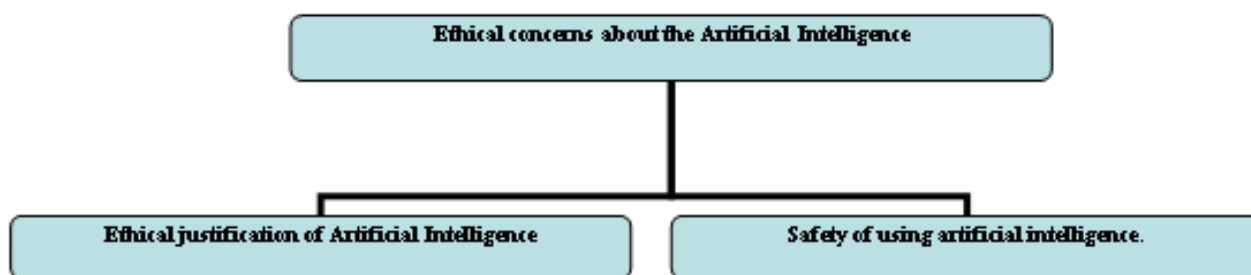 Ethical concerns about the Artificial Intelligence
Ethical justification of Artificial Intelligence
Safety of using artificial intelligence.